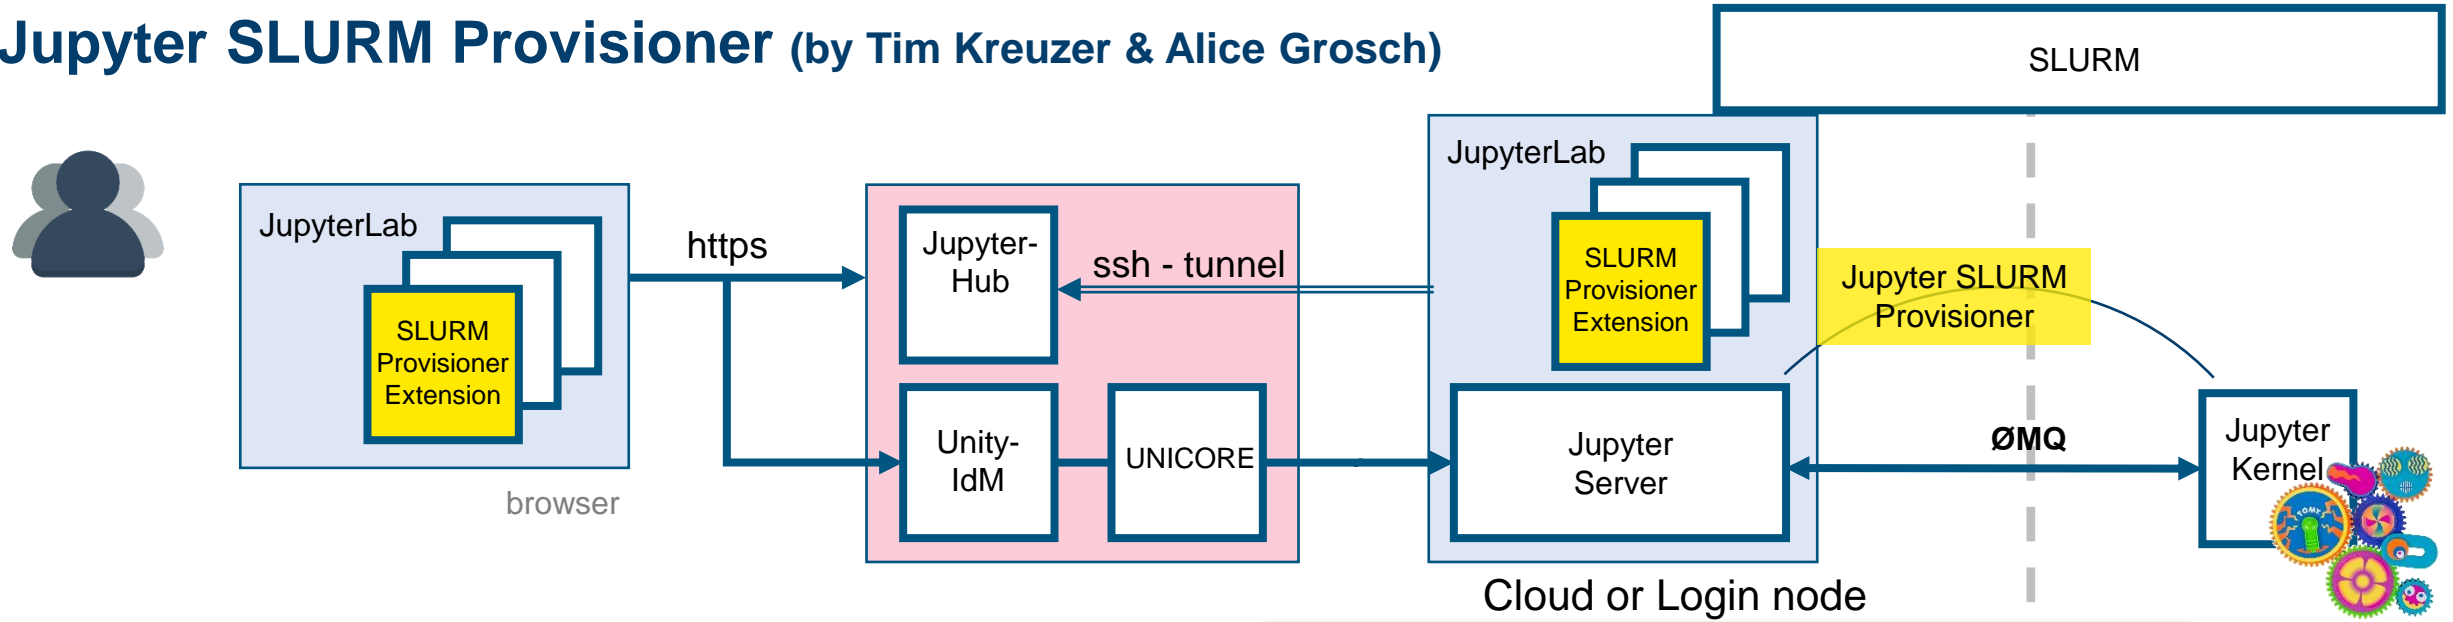 Jupyter SLURM Provisioner (by Tim Kreuzer & Alice Grosch)
SLURM
JupyterLab
SLURM
Provisioner
Extension
browser
https
Jupyter-
Hub
ssh - tunnel
Unity-
IdM
UNICORE
JupyterLab
SLURM
Provisioner
Extension
Jupyter
Server
Jupyter SLURM
Provisioner
ØMQ
Jupyter
Kernel
TOMYS
Cloud or Login node